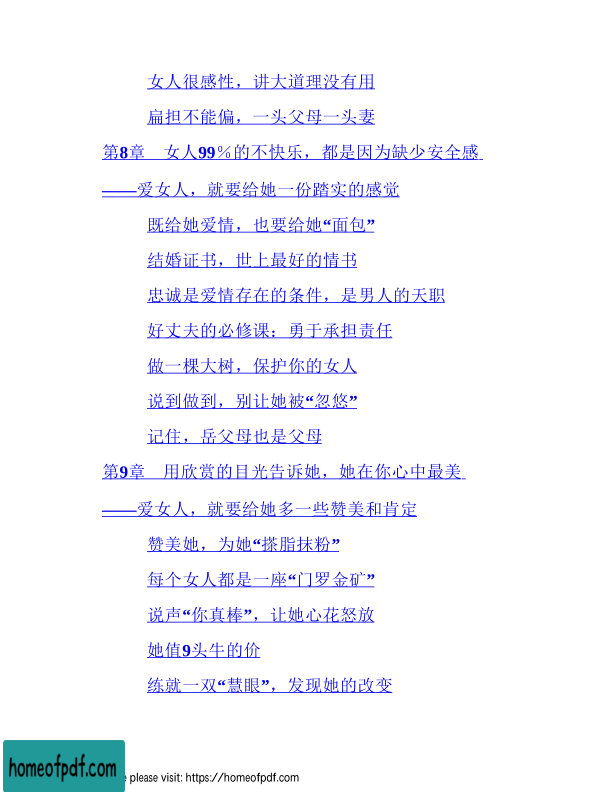 女人很感性，讲大道理没有用
扁担不能偏，一头父母一头妻
第8章　女人99％的不快乐，都是因为缺少安全感
——爱女人，就要给她一份踏实的感觉
既给她爱情，也要给她“面包”
结婚证书，世上最好的情书
忠诚是爱情存在的条件，是男人的天职
好丈夫的必修课：勇于承担责任
做一棵大树，保护你的女人
说到做到，别让她被“忽悠”
记住，岳父母也是父母
第9章　用欣赏的目光告诉她，她在你心中最美
——爱女人，就要给她多一些赞美和肯定
赞美她，为她“搽脂抹粉”
每个女人都是一座“门罗金矿”
说声“你真棒”，让她心花怒放
她值9头牛的价
练就一双“慧眼”，发现她的改变
homeofpdf.com
e please visit: https://homeofpdf.com